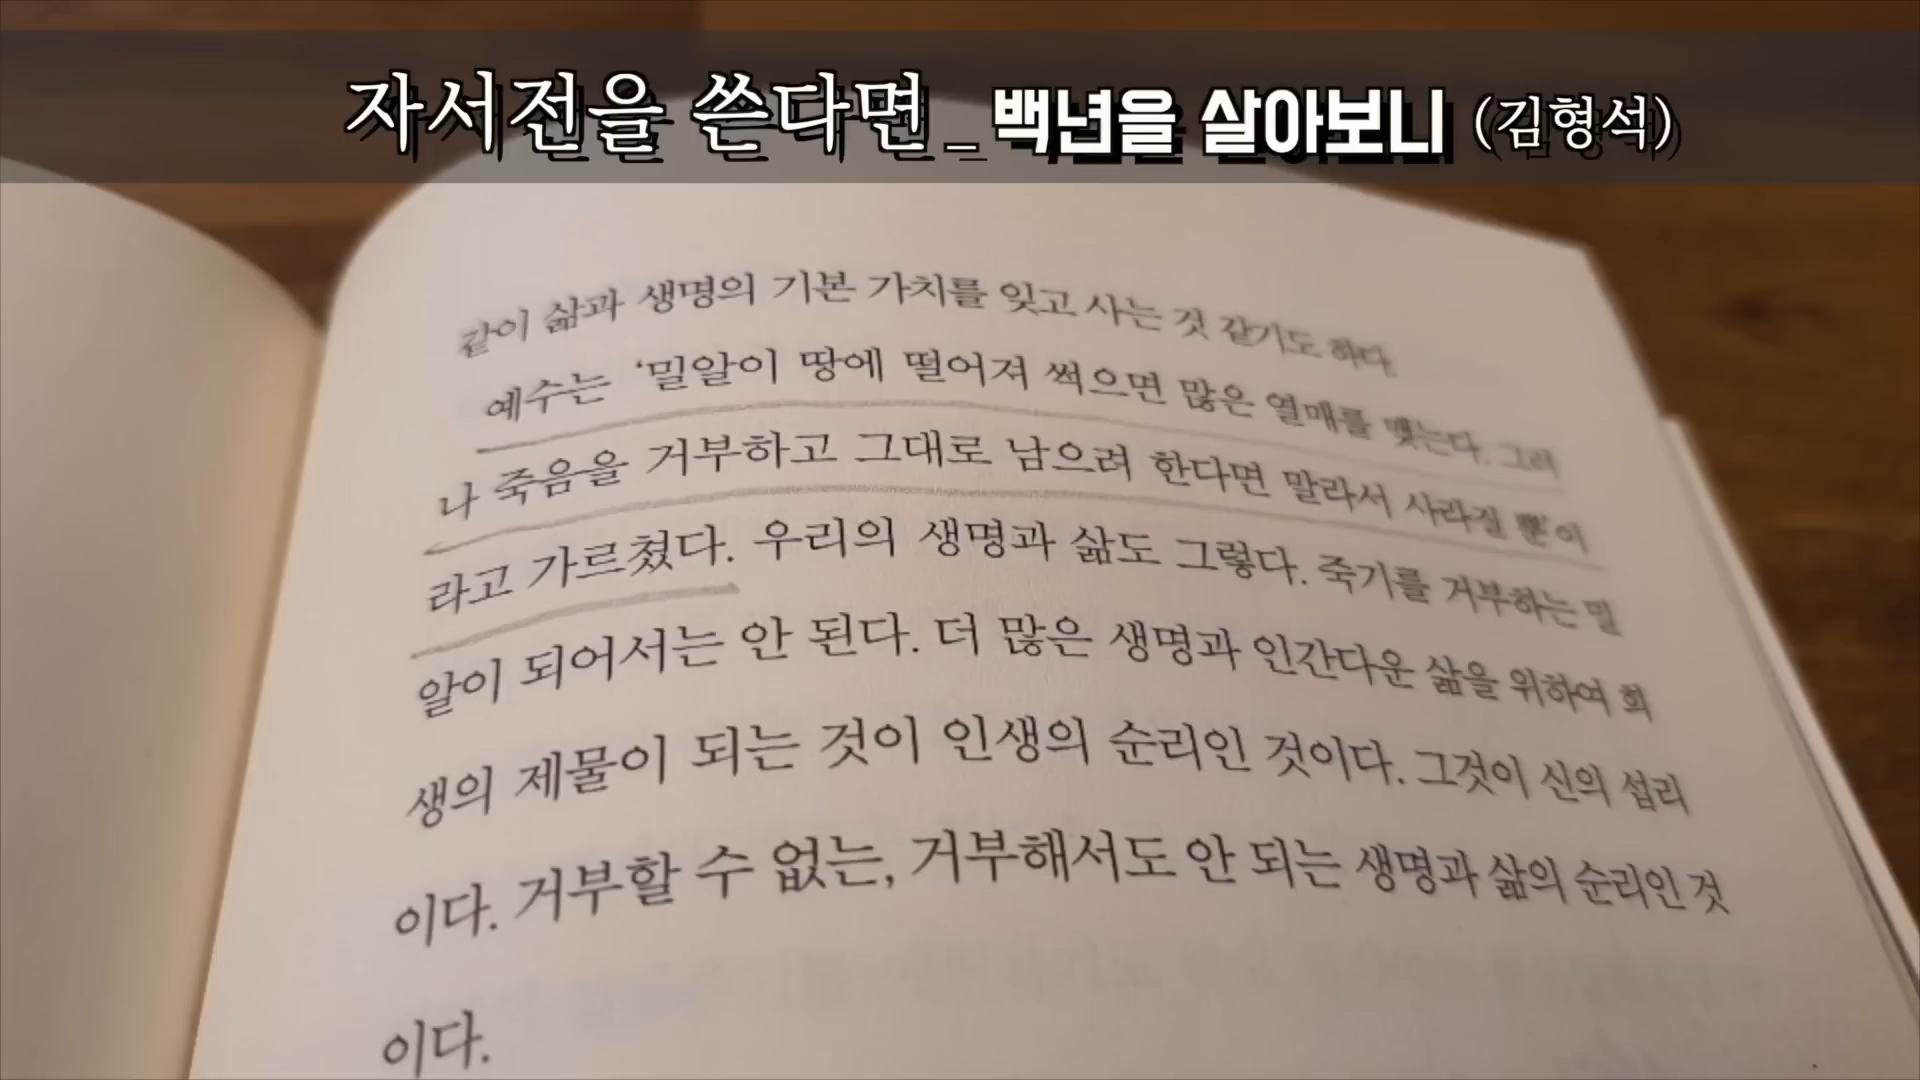 자서전을 쓴다면_백년을 살아보니 (김형석)
같이 삶과 생명의 기본 가치를 잊고 사는 것 같기도 하다.
예수는 ‘밀알이 땅에 떨어져 썩으면 많은 열매를 맺는다. 그러
나 죽음을 거부하고 그대로 남으려 한다면 말라서 사라질 뿐’이
라고 가르쳤다. 우리의 생명과 삶도 그렇다. 죽기를 거부하는 밀
알이 되어서는 안 된다. 더 많은 생명과 인간다운 삶을 위하여 희
생의 제물이 되는 것이 인생의 순리인 것이다. 그것이 신의 섭리
이다. 거부할 수 없는, 거부해서도 안 되는 생명과 삶의 순리인 것
이다.